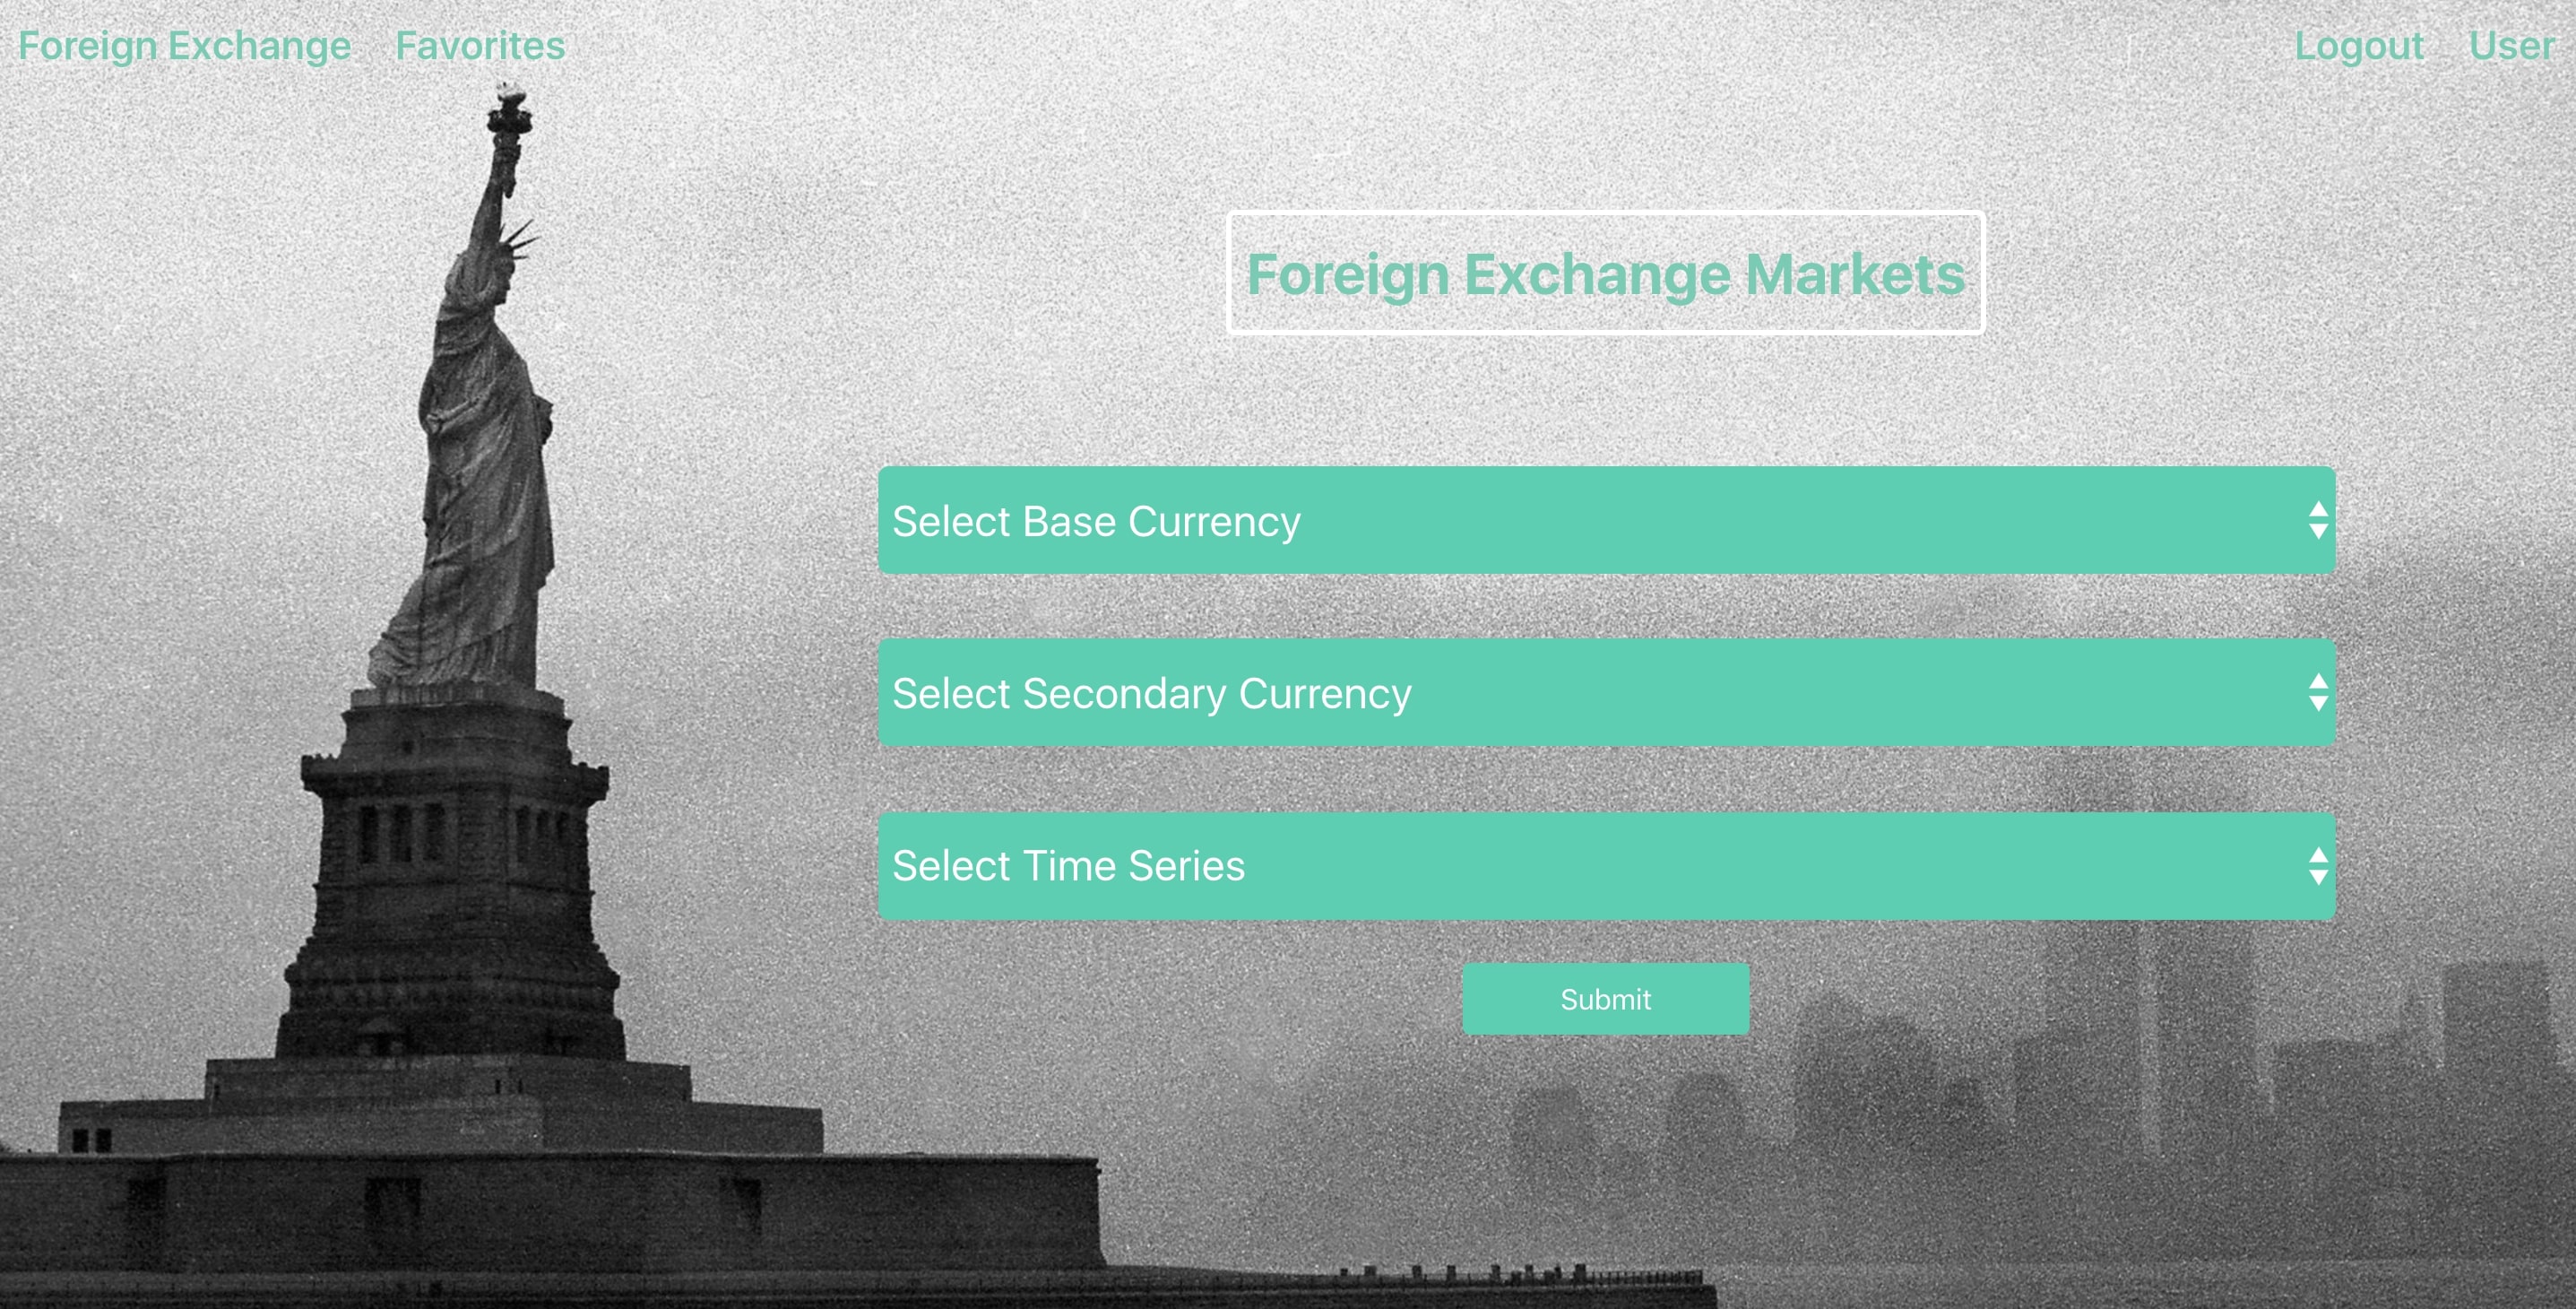 Foreign Exchange Favorites Logout User
Foreign Exchange Markets
Select Base Currency
Select Secondary Currency
Select Time Series
Submit